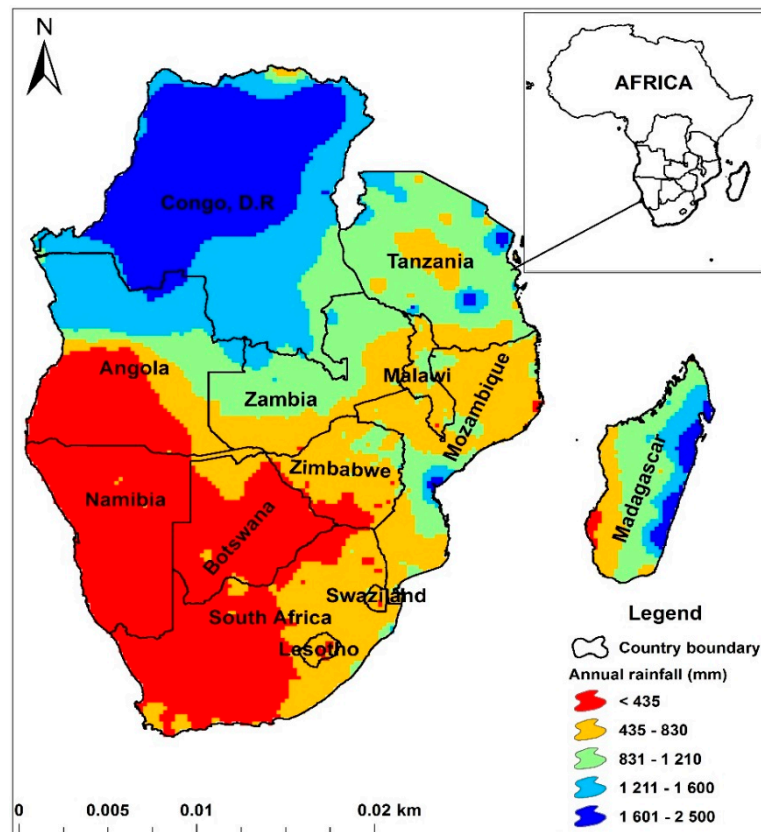 N
AFRICA
Congo, D.R
Tanzania
Angola
Zambia
Malawi
Mozambique
Zimbabwe
Namibia
Botswana
Madagascar
Swaziland
South Africa
Lesotho
Legend
Country boundary
Annual rainfall (mm)
< 435
435 - 830
831 - 1 210
1 211 - 1 600
1 601 - 2 500
0 0.005 0.01 0.02 km